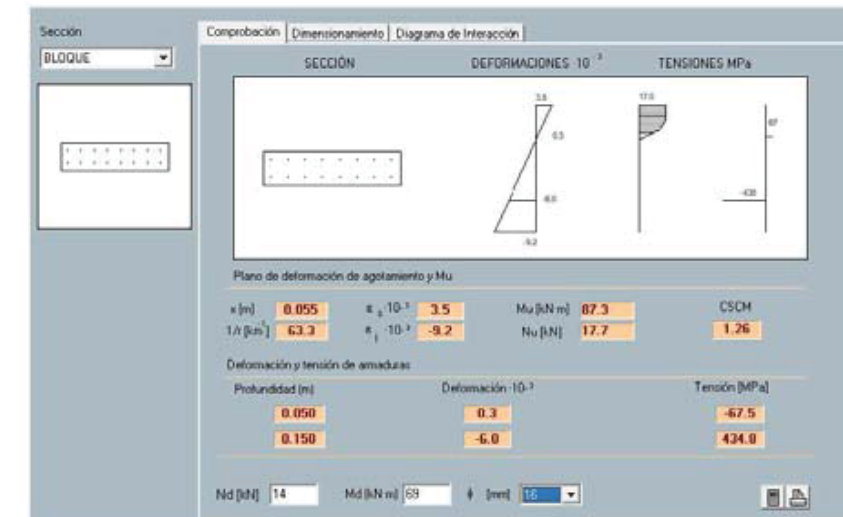 Sección
BLOQUE
Comprobación Dimensionamiento Diagrama de Interacción
SECCIÓN DEFORMACIONES 10⁻³ TENSIONES MPa
3.8 17.0
0.3 67
-6.0 -438
-9.2
Plano de deformación de agotamiento y Mu
x [m] 0.055 ε s ·10-³ 3.5 Mu [kN m] 87.3 CSCM
1/r [km¹] 63.3 ε i ·10-³ -9.2 Nu [kN] 17.7 1.26
Deformación y tensión de armaduras
Profundidad (m) Deformación ·10-³ Tensión [MPa]
0.050 0.3 -67.5
0.150 -6.0 434.8
Nd [kN] 14 Md [kN m] 69 ϕ [mm] 16